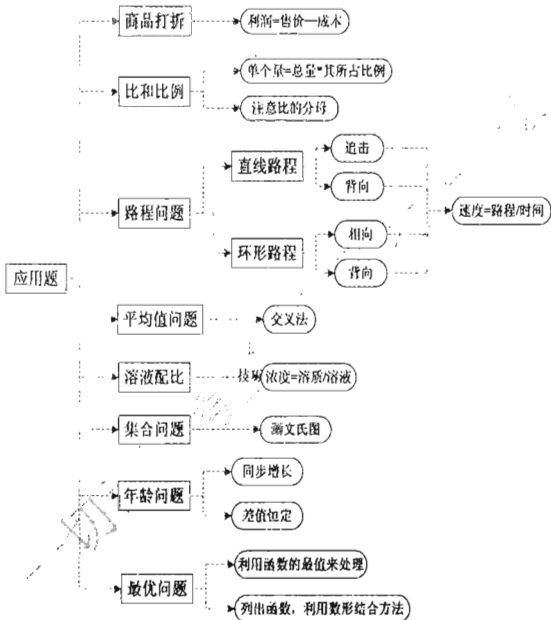 应用题
商品打折
利润=售价—成本
比和比例
单个量=总量*其所占比例
注意比的分母
路程问题
直线路程
追击
背向
环形路程
相向
背向
速度=路程/时间
平均值问题
交叉法
溶液配比
浓度=溶质/溶液
集合问题
画文氏图
年龄问题
同步增长
差值恒定
最优问题
利用函数的最值来处理
列出函数，利用数形结合方法
一切